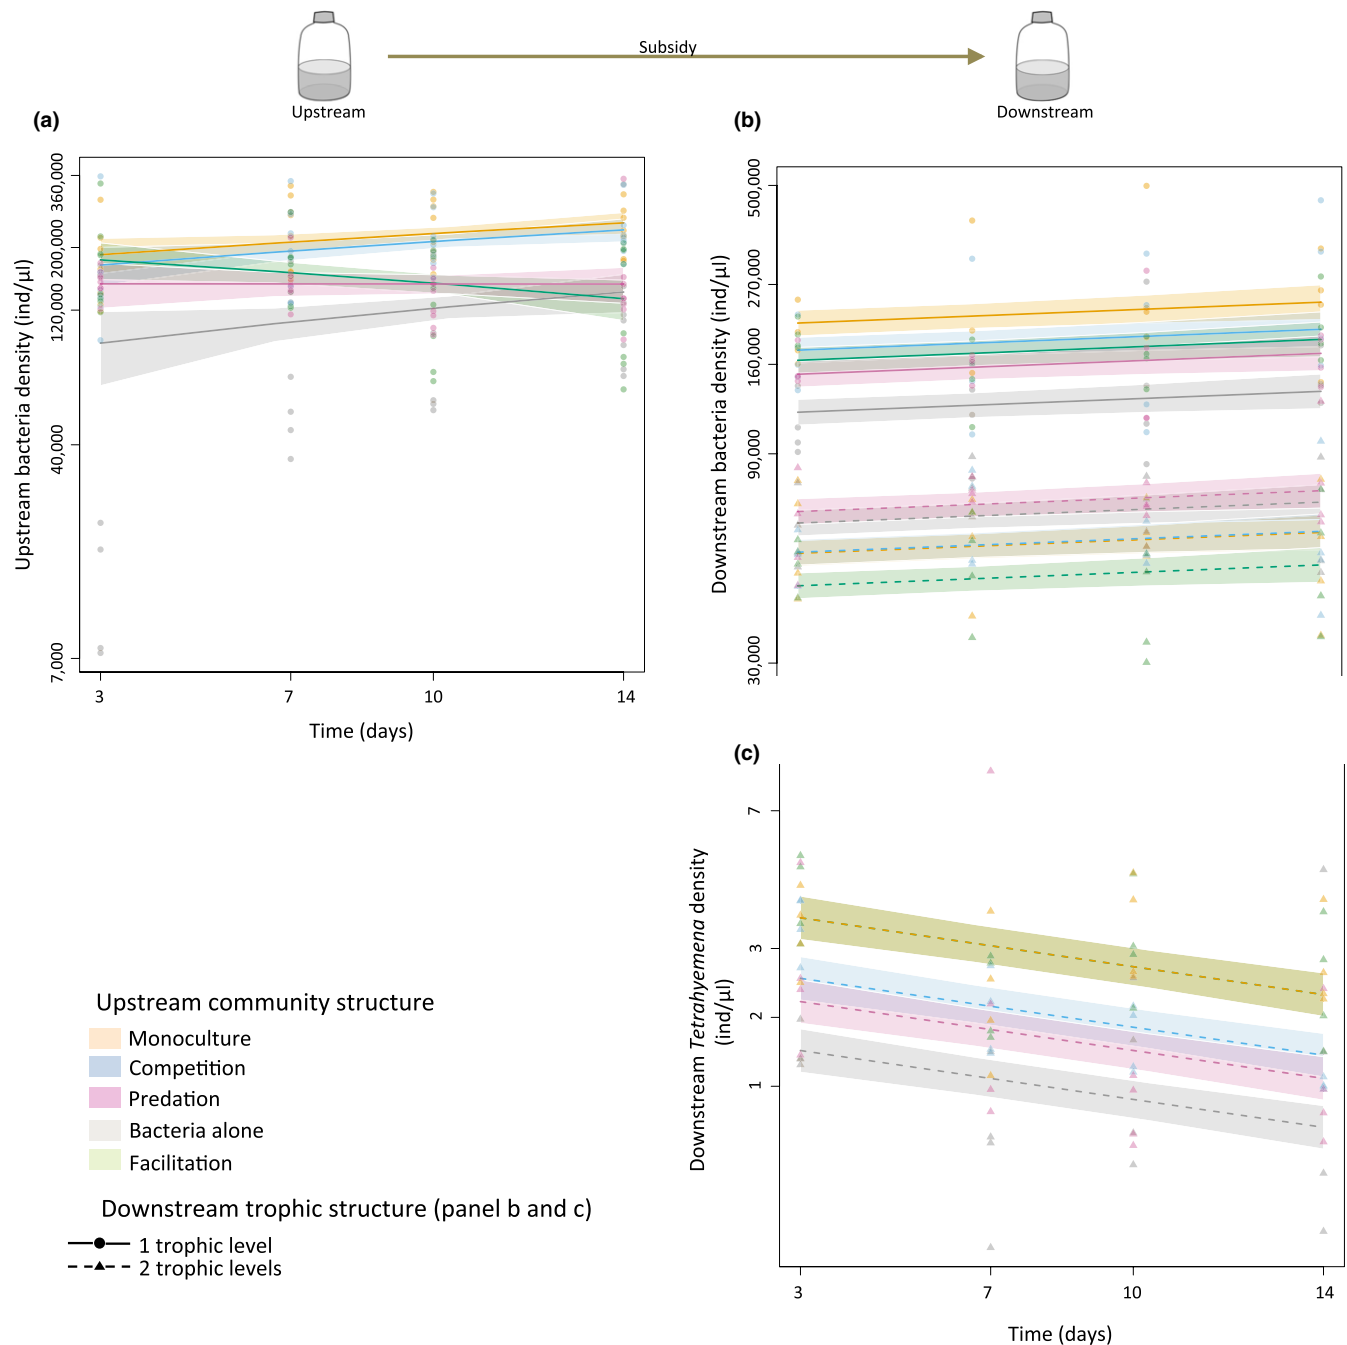 Subsidy
Upstream
Downstream
(a)
(b)
Upstream bacteria density (ind/µl)
360,000
200,000
120,000
40,000
7,000
3
7
10
14
Time (days)
Downstream bacteria density (ind/µl)
500,000
270,000
160,000
90,000
30,000
(c)
Downstream Tetrahyemena density
(ind/µl)
7
3
2
1
3
7
10
14
Time (days)
Upstream community structure
Monoculture
Competition
Predation
Bacteria alone
Facilitation
Downstream trophic structure (panel b and c)
1 trophic level
2 trophic levels